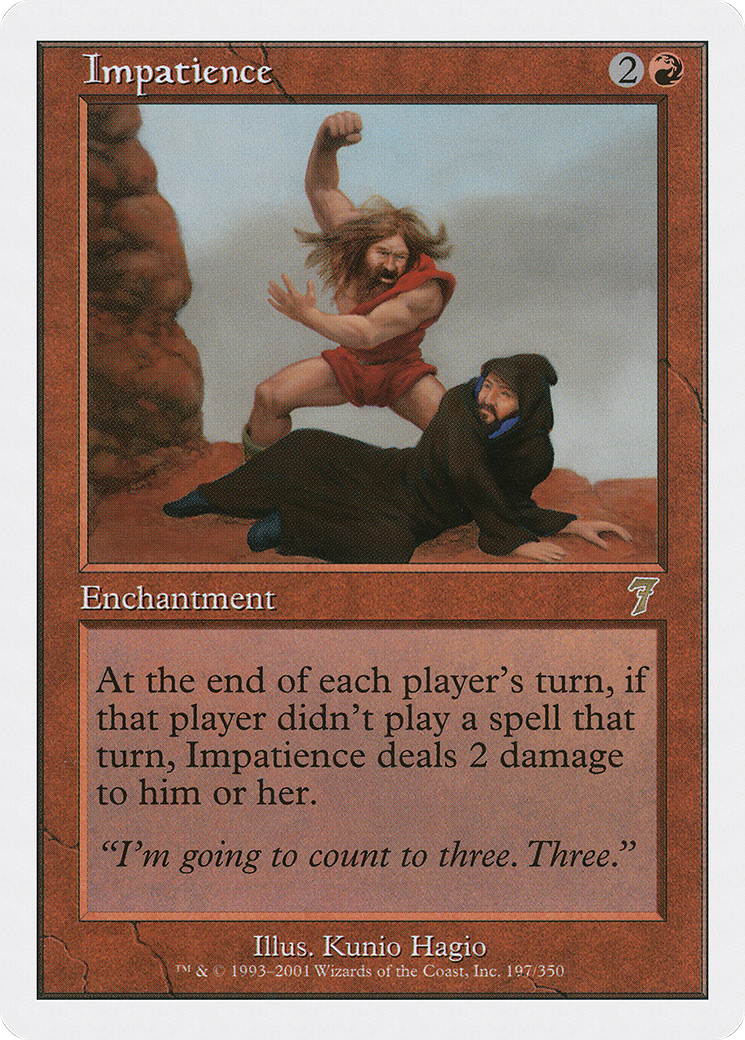 Impatience 2
Enchantment 7
At the end of each player's turn, if
that player didn't play a spell that
turn, Impatience deals 2 damage
to him or her.
“I'm going to count to three. Three.”
Illus. Kunio Hagio
™ & © 1993–2001 Wizards of the Coast, Inc. 197/350